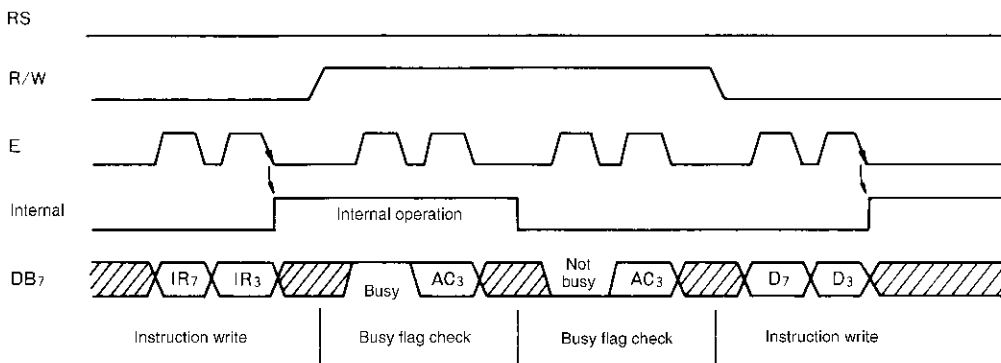 RS
R/W
E
Internal
Internal operation
DB7
IR7
IR3
Busy
AC3
Not
busy
AC3
D7
D3
Instruction write
Busy flag check
Busy flag check
Instruction write